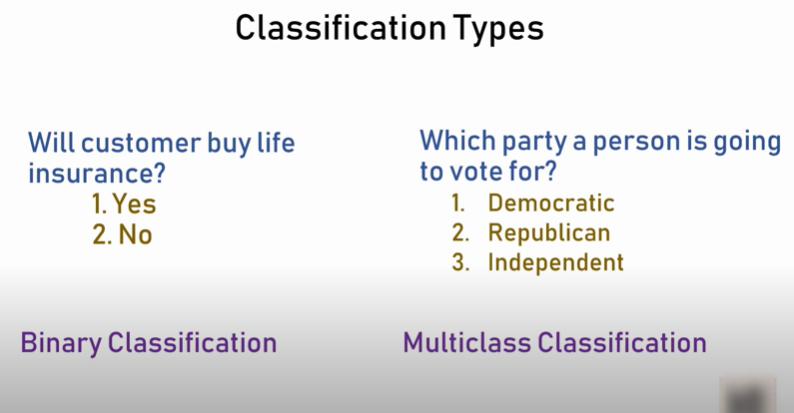 Classification Types
Will customer buy life
insurance?
1. Yes
2. No
Binary Classification
Which party a person is going
to vote for?
1. Democratic
2. Republican
3. Independent
Multiclass Classification